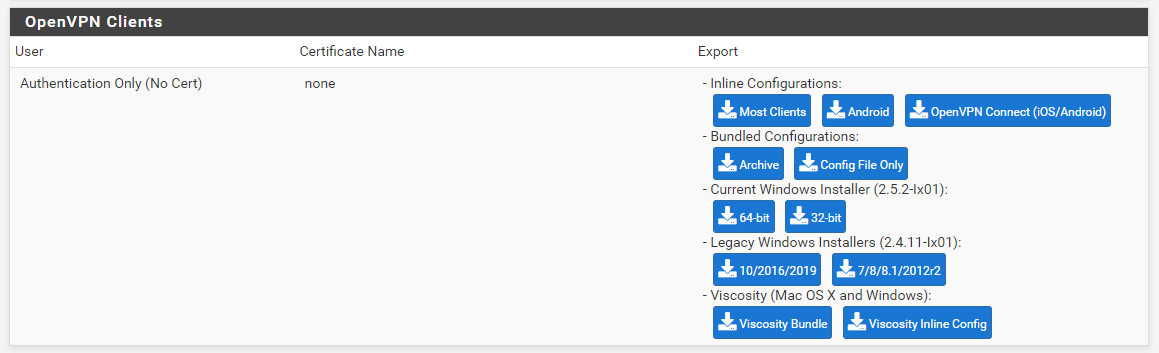 OpenVPN Clients
User Certificate Name Export
Authentication Only (No Cert) none - Inline Configurations:
Most Clients Android OpenVPN Connect (iOS/Android)
- Bundled Configurations:
Archive Config File Only
- Current Windows Installer (2.5.2-Ix01):
64-bit 32-bit
- Legacy Windows Installers (2.4.11-Ix01):
10/2016/2019 7/8/8.1/2012r2
- Viscosity (Mac OS X and Windows):
Viscosity Bundle Viscosity Inline Config